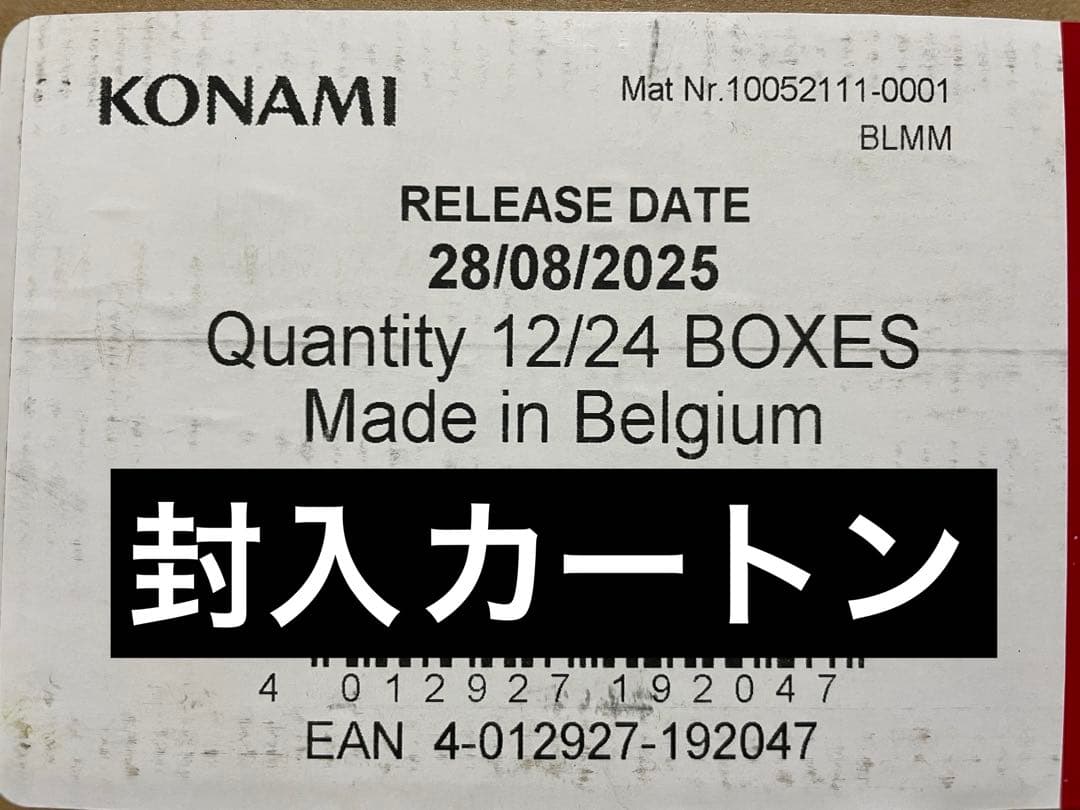 KONAMI
Mat Nr.10052111-0001
BLMM
RELEASE DATE
28/08/2025
Quantity 12/24 BOXES
Made in Belgium
封入カートン
4 012927 192047
EAN 4-012927-192047